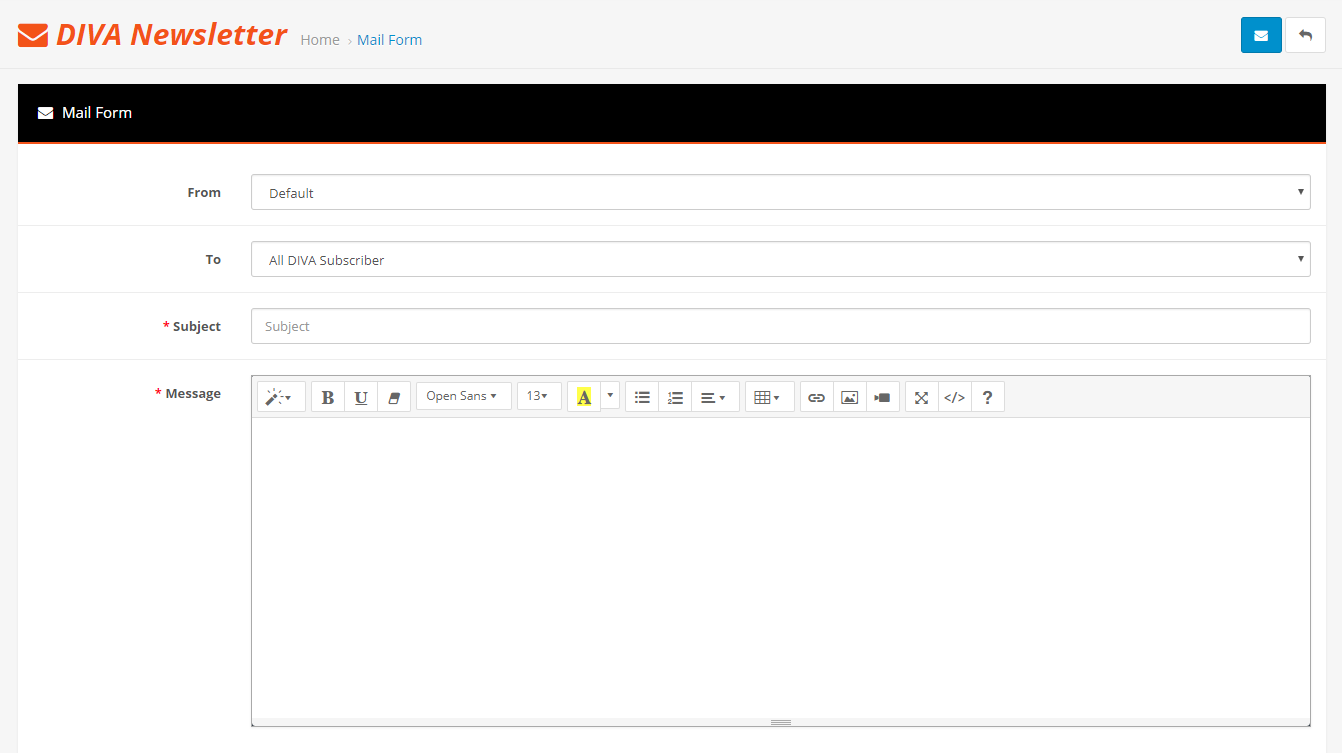 DIVA Newsletter Home › Mail Form
Mail Form
From Default
To All DIVA Subscriber
* Subject Subject
* Message
B U Open Sans 13 A </> ?